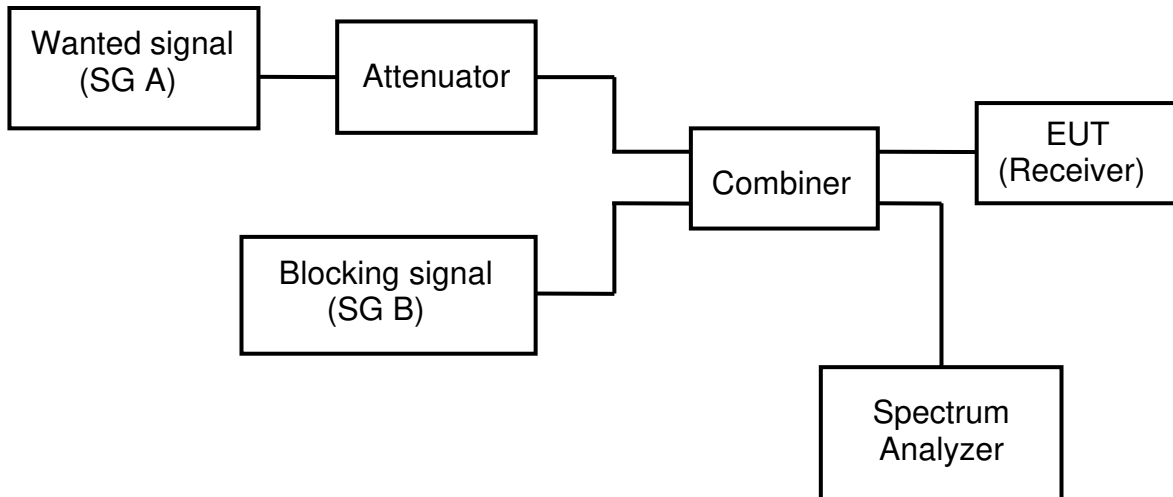 Wanted signal
(SG A)
Attenuator
EUT
(Receiver)
Combiner
Blocking signal
(SG B)
Spectrum
Analyzer